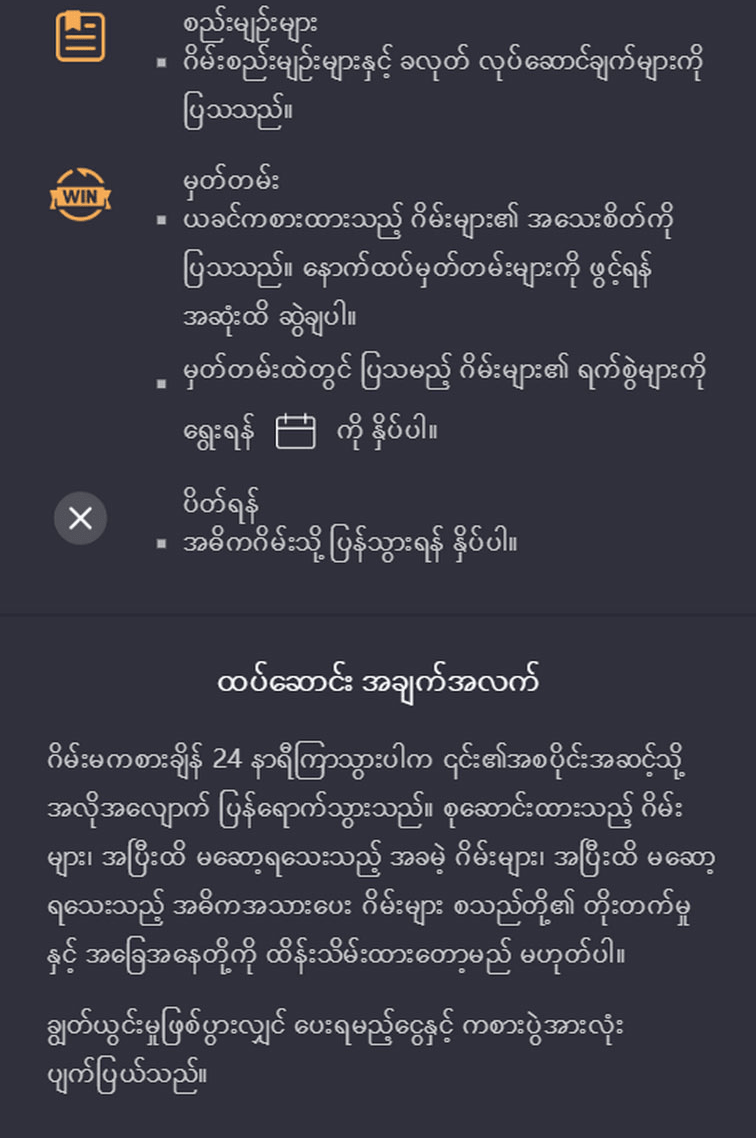 စည်းမျဉ်းများ
▪ ဂိမ်းစည်းမျဉ်းများနှင့် ခလုတ် လုပ်ဆောင်ချက်များကို
ပြသသည်။
WIN
မှတ်တမ်း
▪ ယခင်ကစားထားသည့် ဂိမ်းများ၏ အသေးစိတ်ကို
ပြသသည်။ နောက်ထပ်မှတ်တမ်းများကို ဖွင့်ရန်
အဆုံးထိ ဆွဲချပါ။
▪ မှတ်တမ်းထဲတွင် ပြသမည့် ဂိမ်းများ၏ ရက်စွဲများကို
ရွေးရန် ကို နှိပ်ပါ။
ပိတ်ရန်
▪ အဓိကဂိမ်းသို့ ပြန်သွားရန် နှိပ်ပါ။
ထပ်ဆောင်း အချက်အလက်
ဂိမ်းမကစားချိန် 24 နာရီကြာသွားပါက ၎င်း၏အစပိုင်းအဆင့်သို့
အလိုအလျောက် ပြန်ရောက်သွားသည်။ စုဆောင်းထားသည့် ဂိမ်း
များ၊ အပြီးထိ မဆော့ရသေးသည့် အခမဲ့ ဂိမ်းများ၊ အပြီးထိ မဆော့
ရသေးသည့် အဓိကအသားပေး ဂိမ်းများ စသည်တို့၏ တိုးတက်မှု
နှင့် အခြေအနေတို့ကို ထိန်းသိမ်းထားတော့မည် မဟုတ်ပါ။
ချွတ်ယွင်းမှုဖြစ်ပွားလျှင် ပေးရမည့်ငွေနှင့် ကစားပွဲအားလုံး
ပျက်ပြယ်သည်။